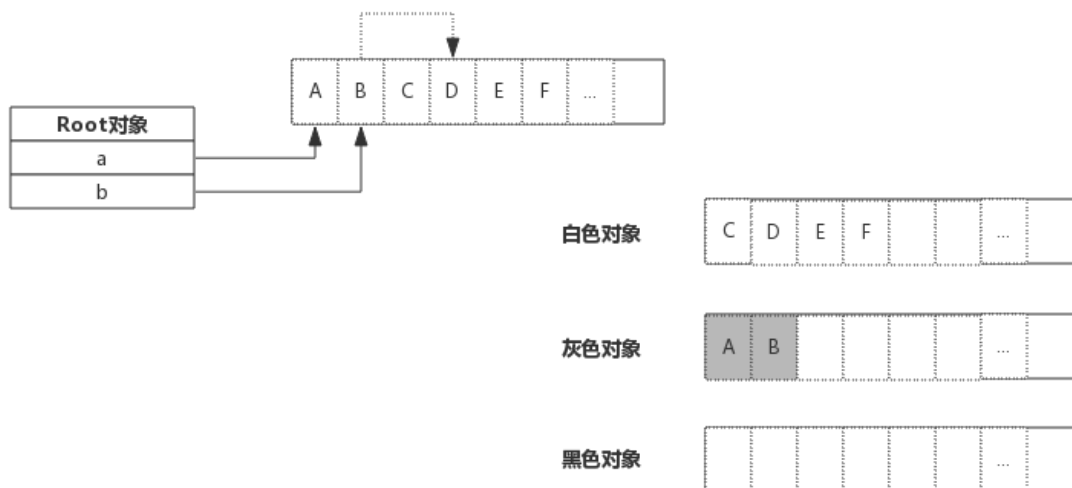 A B C D E F ...
Root对象
a
b
白色对象 C D E F ...
灰色对象 A B ...
黑色对象 ...